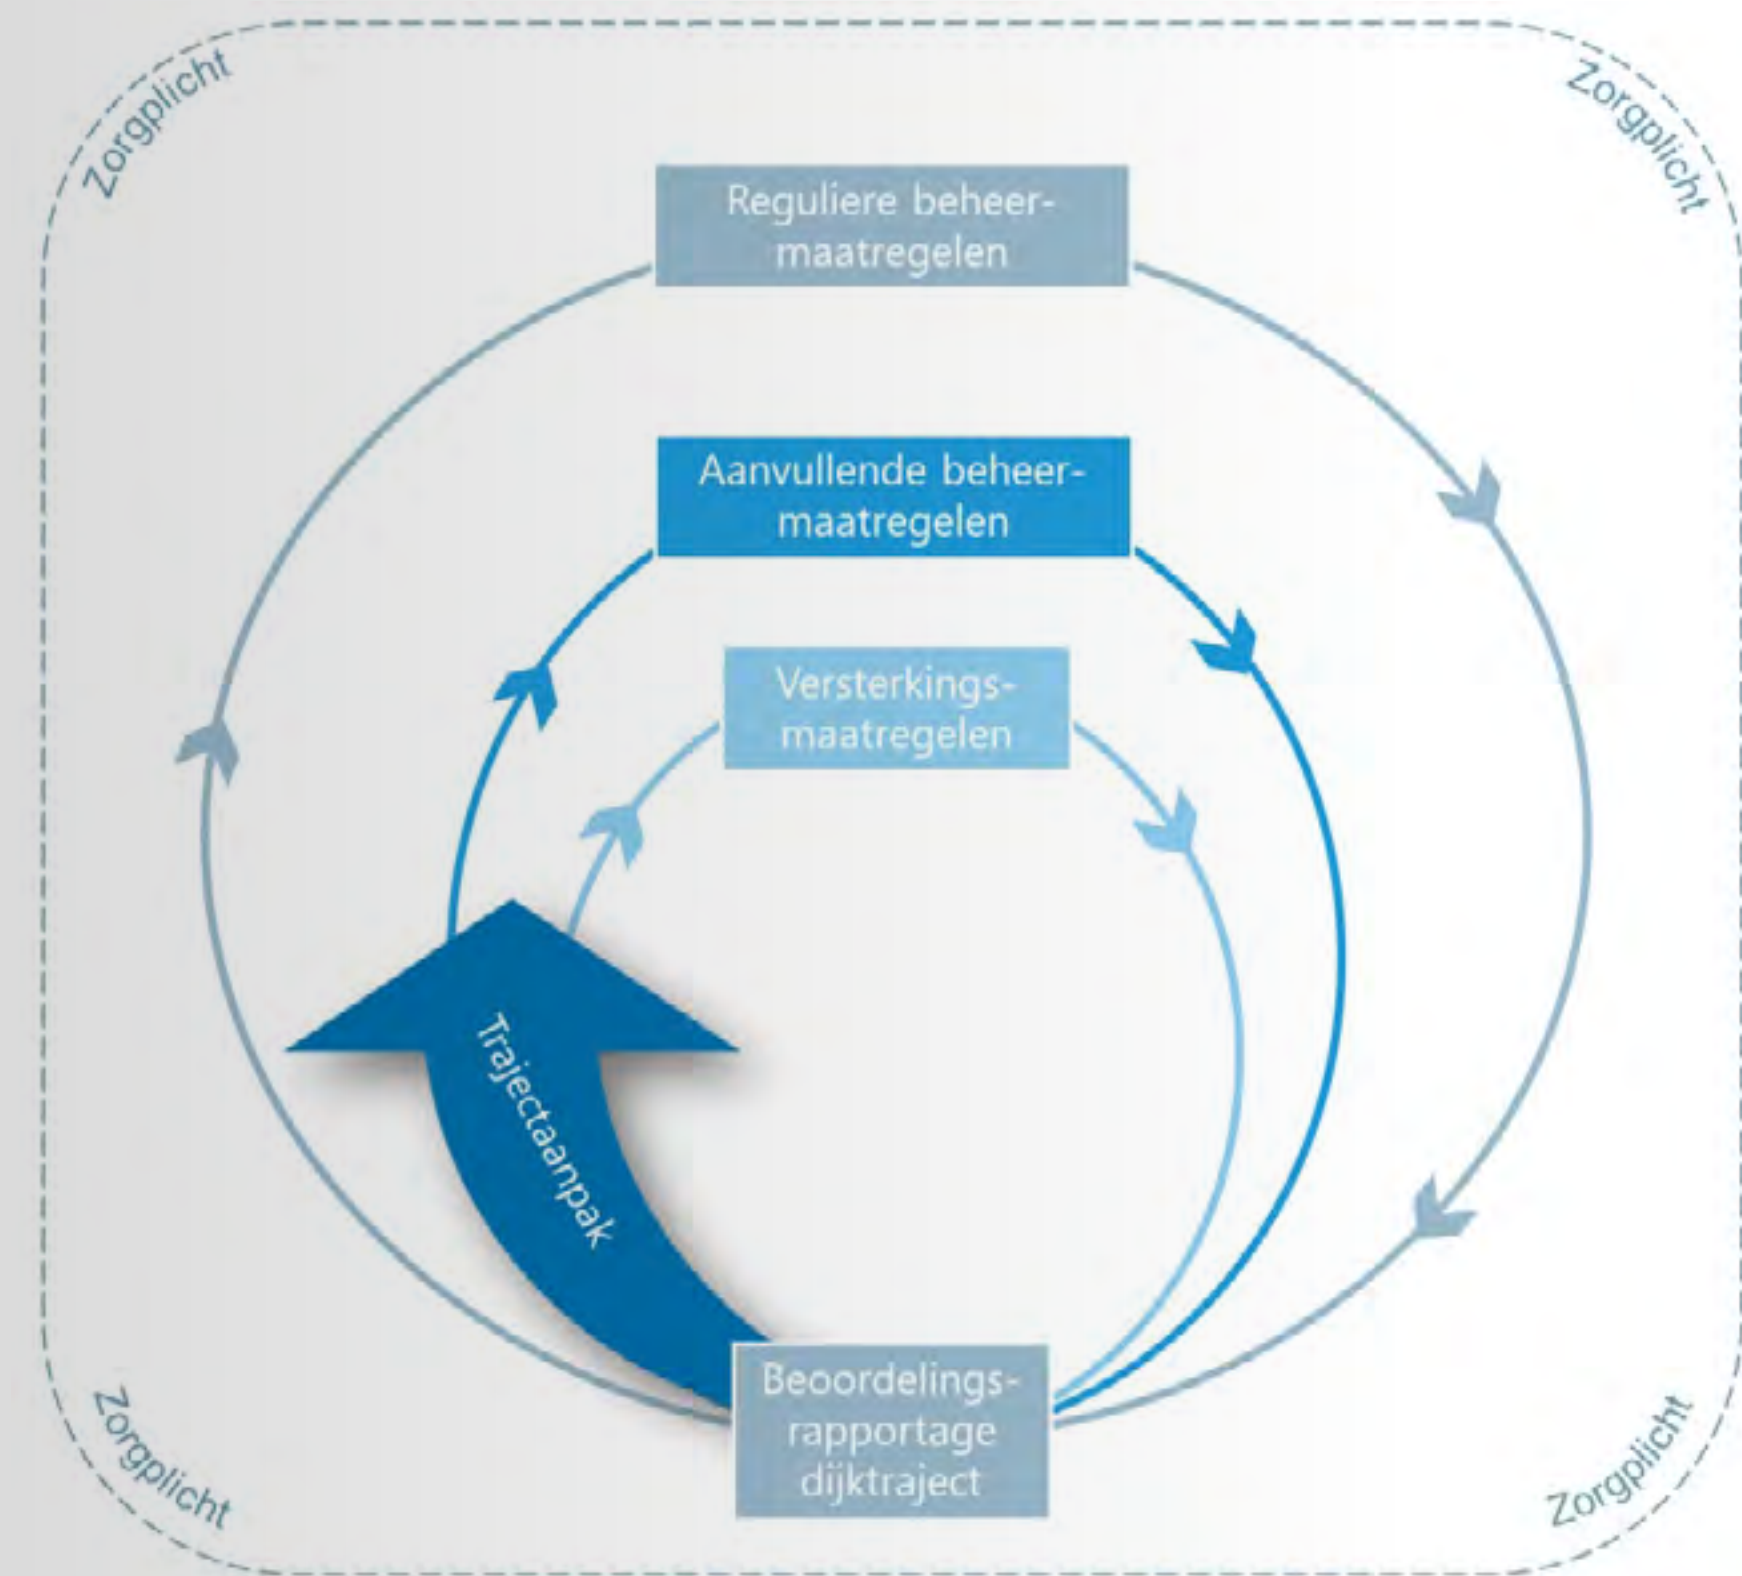 Zorgplicht
Zorgplicht
Reguliere beheer-
maatregelen
Aanvullende beheer-
maatregelen
Versterkings-
maatregelen
Trajectaanpak
Beoordelings-
rapportage
dijktraject
Zorgplicht
Zorgplicht